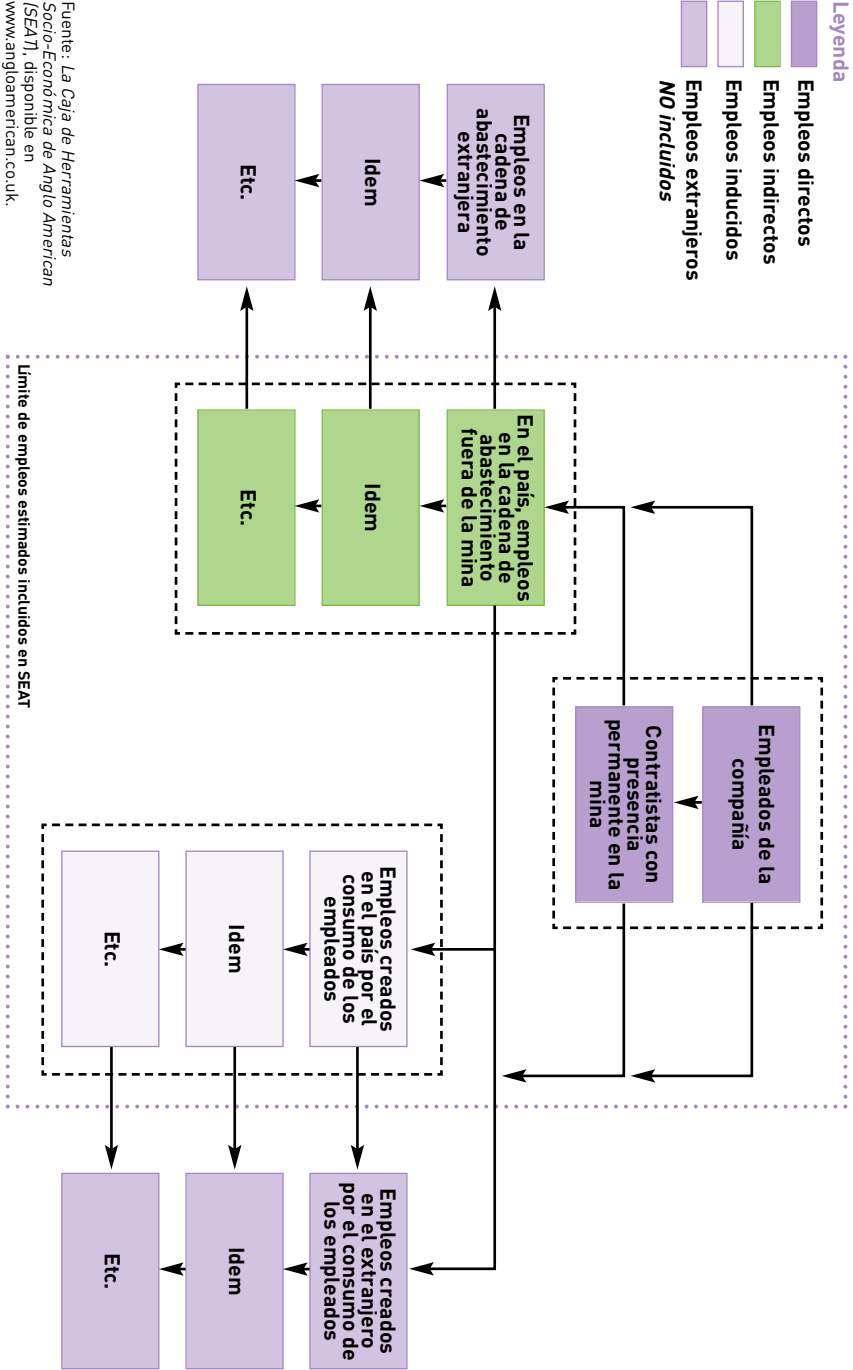 Leyenda
Empleos directos
Empleos indirectos
Empleos inducidos
Empleos extranjeros
NO incluidos
Empleados de la
compañía
Contratistas con
presencia
permanente en la
mina
Empleos en la
cadena de
abastecimiento
extranjera
Idem
Etc.
En el país, empleos
en la cadena de
abastecimiento
fuera de la mina
Idem
Etc.
Empleos creados
en el país por el
consumo de los
empleados
Idem
Etc.
Empleos creados
en el extranjero
por el consumo de
los empleados
Idem
Etc.
Límite de empleos estimados incluidos en SEAT
Fuente: La Caja de Herramientas
Socio-Económica de Anglo American
[SEAT], disponible en
www.angloamerican.co.uk.